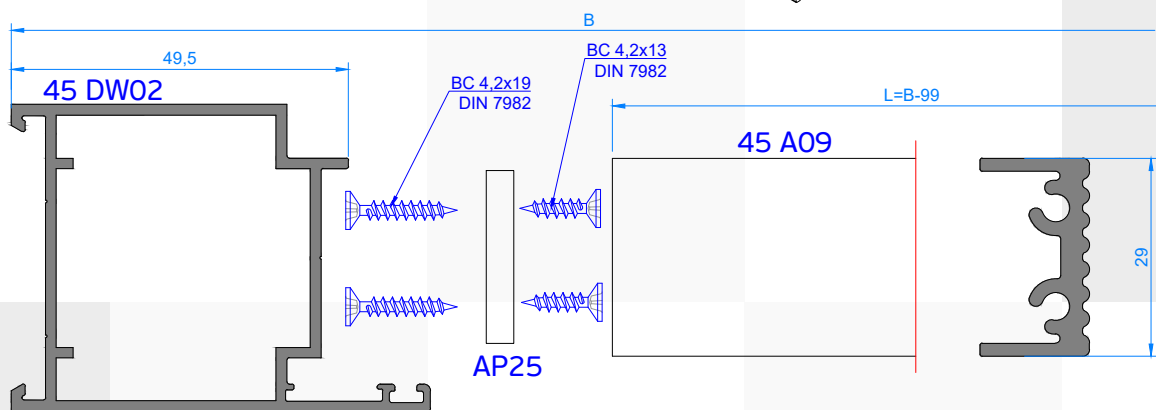 B
49,5
BC 4,2x13
DIN 7982
45 DW02
BC 4,2x19
DIN 7982
L=B-99
45 A09
29
AP25